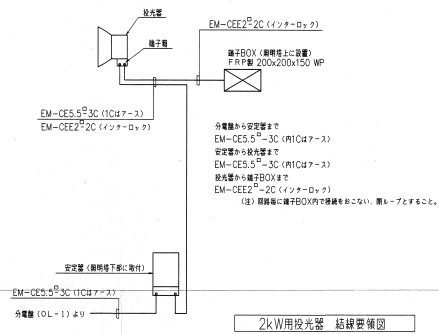 投光器
EM-CEE2□-2C (インターロック)
端子箱
端子BOX (照明塔上に設置)
FRP製 200x200x150 WP
EM-CE5.5□-3C (1Cはアース)
EM-CEE2□-2C (インターロック)
分電盤から安定器まで
EM-CE5.5□-3C (内1Cはアース)
安定器から投光器まで
EM-CE5.5□-3C (内1Cはアース)
投光器から端子BOXまで
EM-CEE2□-2C (インターロック)
(注) 回路毎に端子BOX内で接続をおこない、閉ループとすること。
安定器 (照明塔下部に取付)
EM-CE5.5□-3C (1Cはアース)
分電盤 (OL-1) より
2kW用投光器 結線要領図